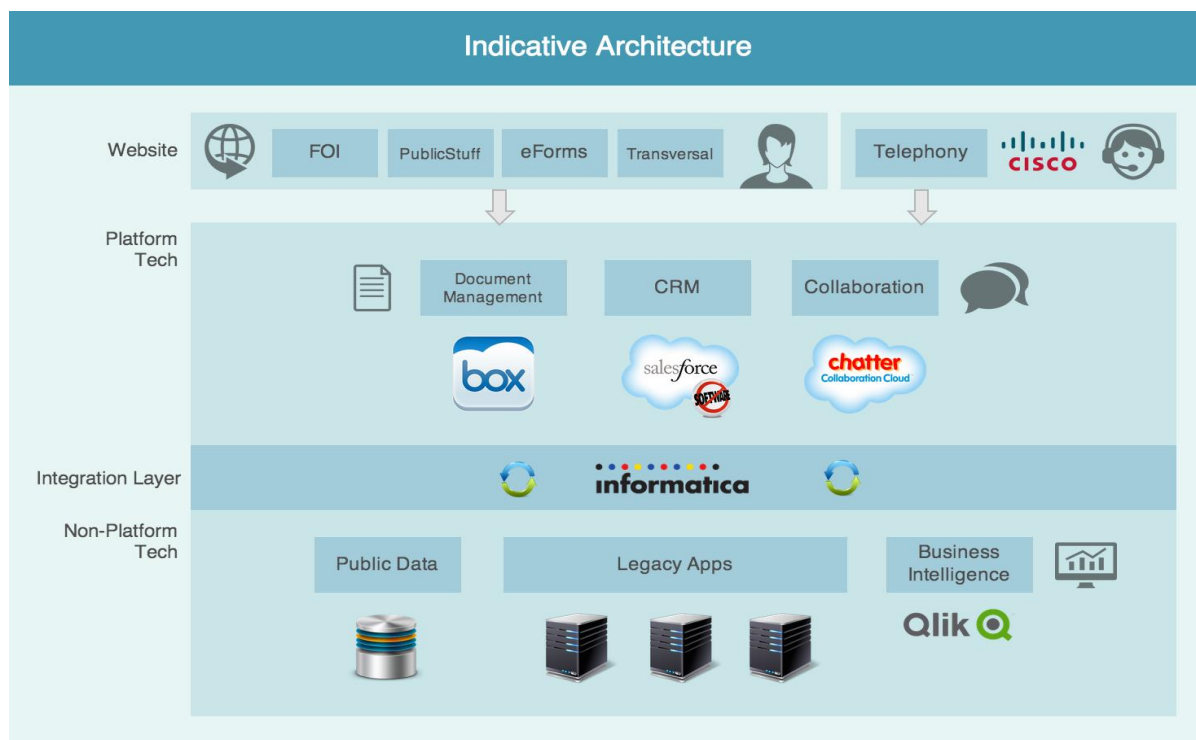 Indicative Architecture
Website
FOI
PublicStuff
eForms
Transversal
Telephony
CISCO
Platform
Tech
Document
Management
CRM
Collaboration
box
salesforce
SOFTWARE
chatter
Collaboration Cloud
Integration Layer
informatica
Non-Platform
Tech
Public Data
Legacy Apps
Business
Intelligence
Qlik